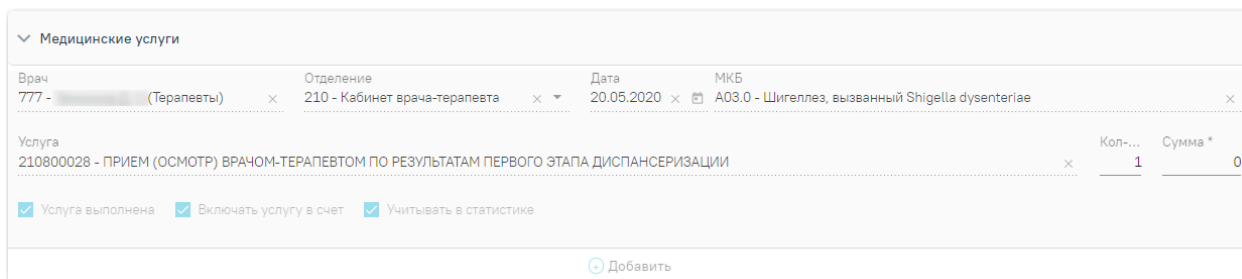 Медицинские услуги
Врач Отделение Дата МКБ
777 - (Терапевты) 210 - Кабинет врача-терапевта 20.05.2020 A03.0 - Шигеллез, вызванный Shigella dysenteriae
Услуга Кол-... Сумма *
210800028 - ПРИЕМ (ОСМОТР) ВРАЧОМ-ТЕРАПЕВТОМ ПО РЕЗУЛЬТАТАМ ПЕРВОГО ЭТАПА ДИСПАНСЕРИЗАЦИИ 1 0
Услуга выполнена Включать услугу в счет Учитывать в статистике
Добавить